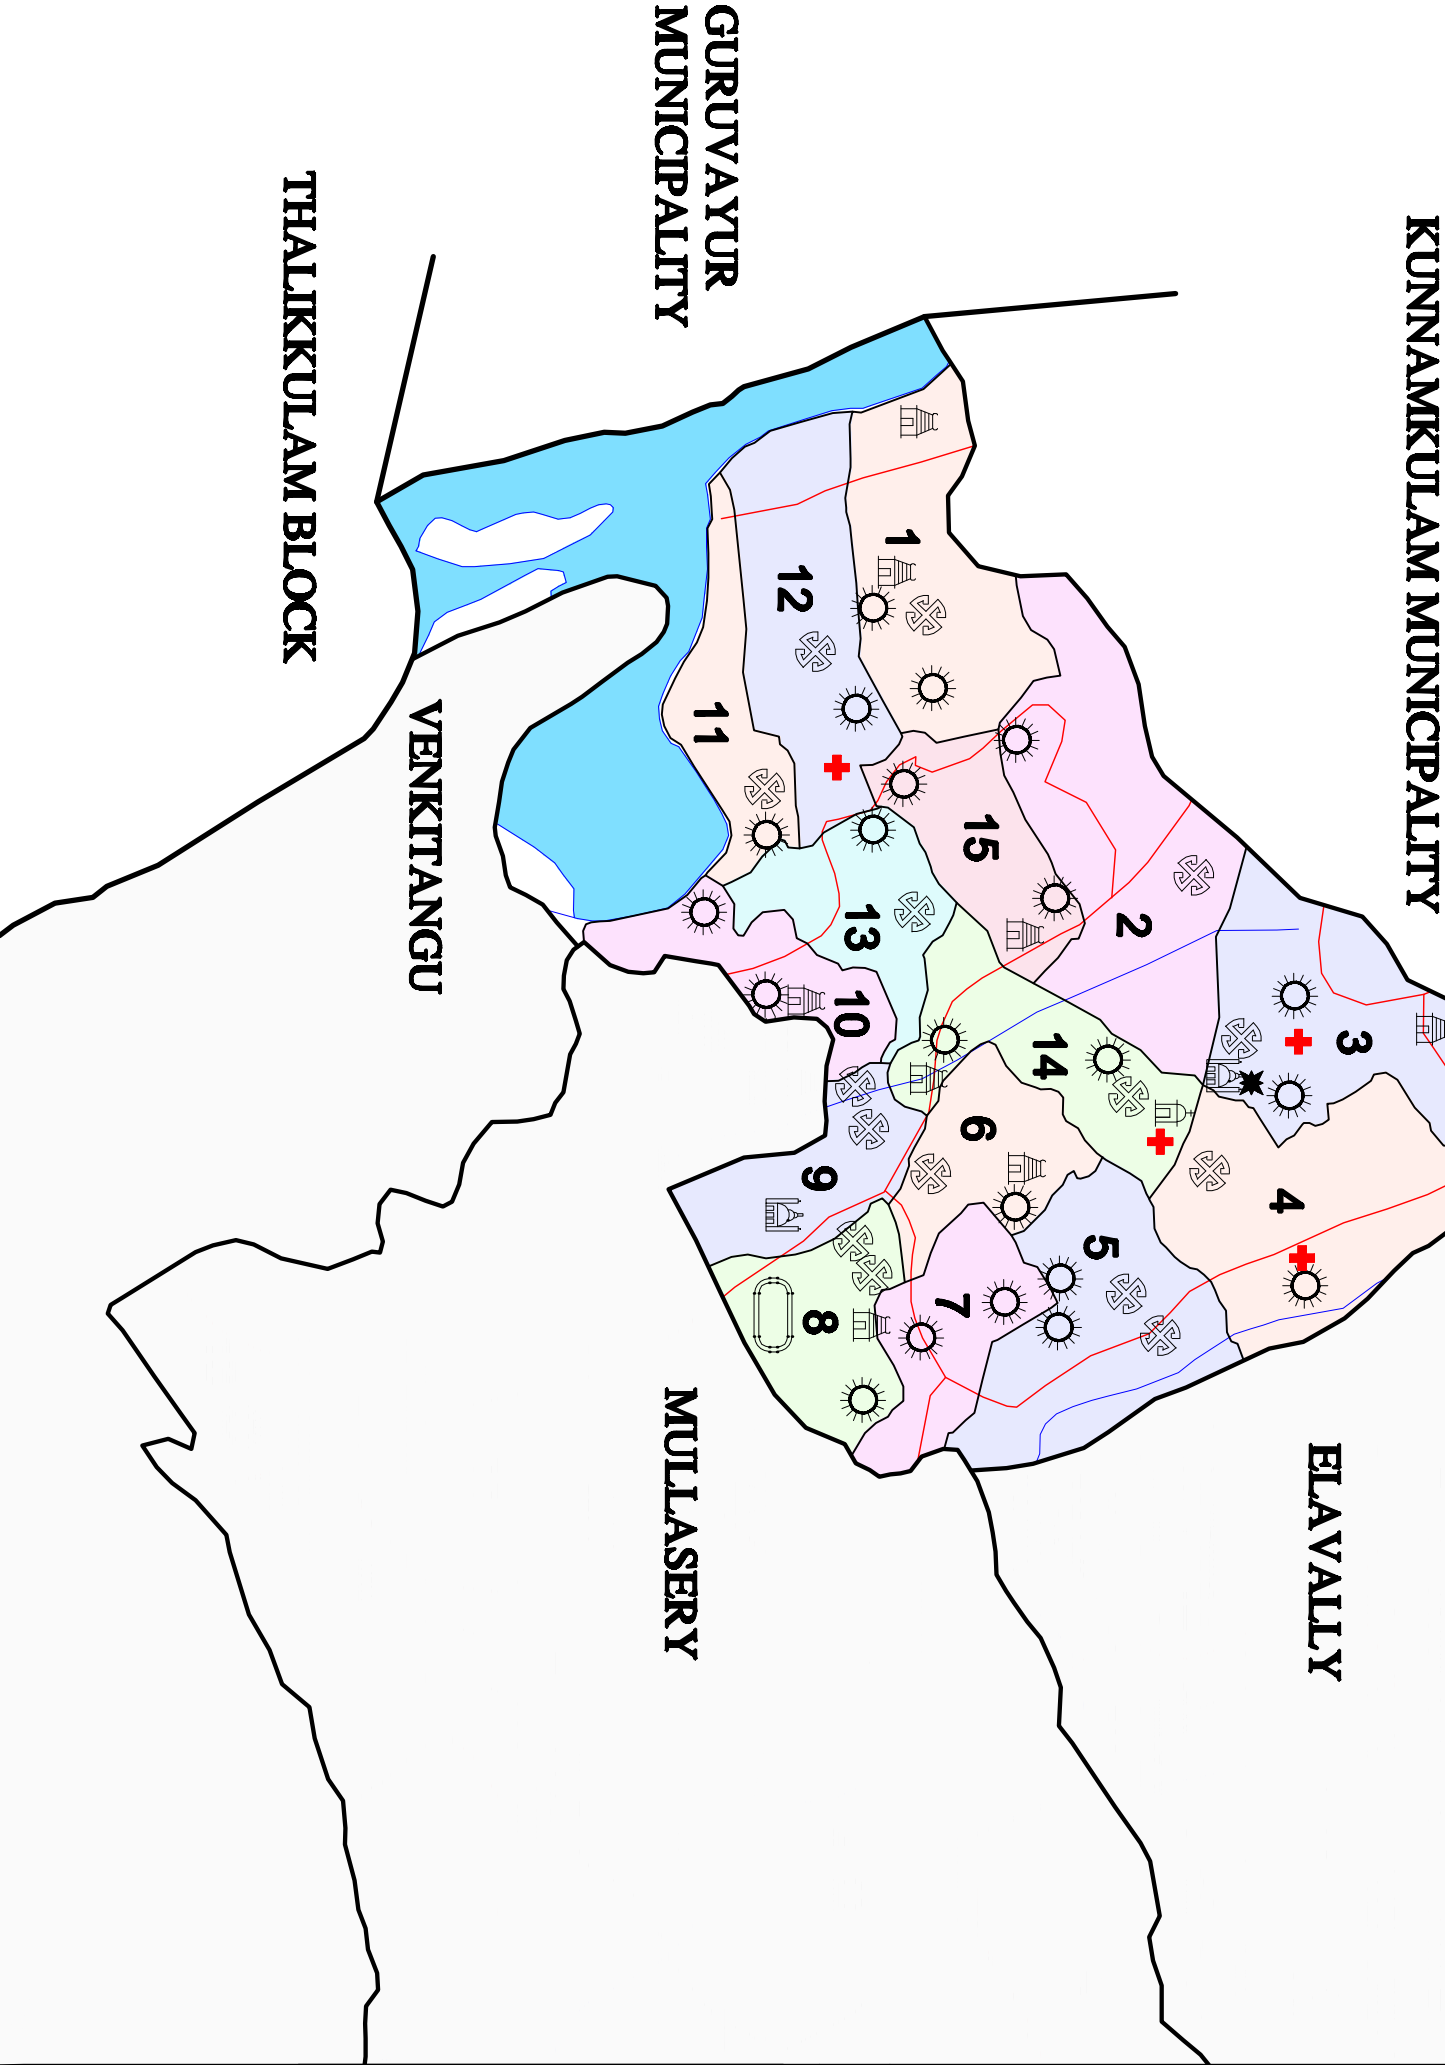 KUNNAMKULAM MUNICIPALITY
GURUVAYUR
MUNICIPALITY
THALIKKULAM BLOCK
VENKITANGU
ELAVALLY
MULLASERY
1
2
3
4
5
6
7
8
9
10
11
12
13
14
15